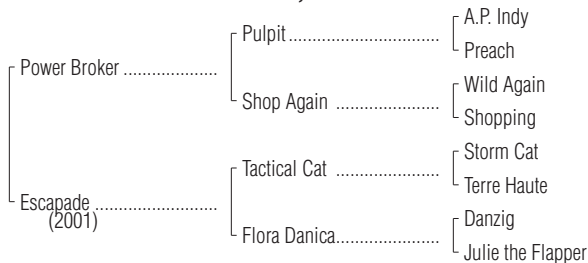 A.P. Indy
Pulpit
Preach
Power Broker
Wild Again
Shop Again
Shopping
Storm Cat
Tactical Cat
Terre Haute
Escapade
(2001)
Danzig
Flora Danica
Julie the Flapper